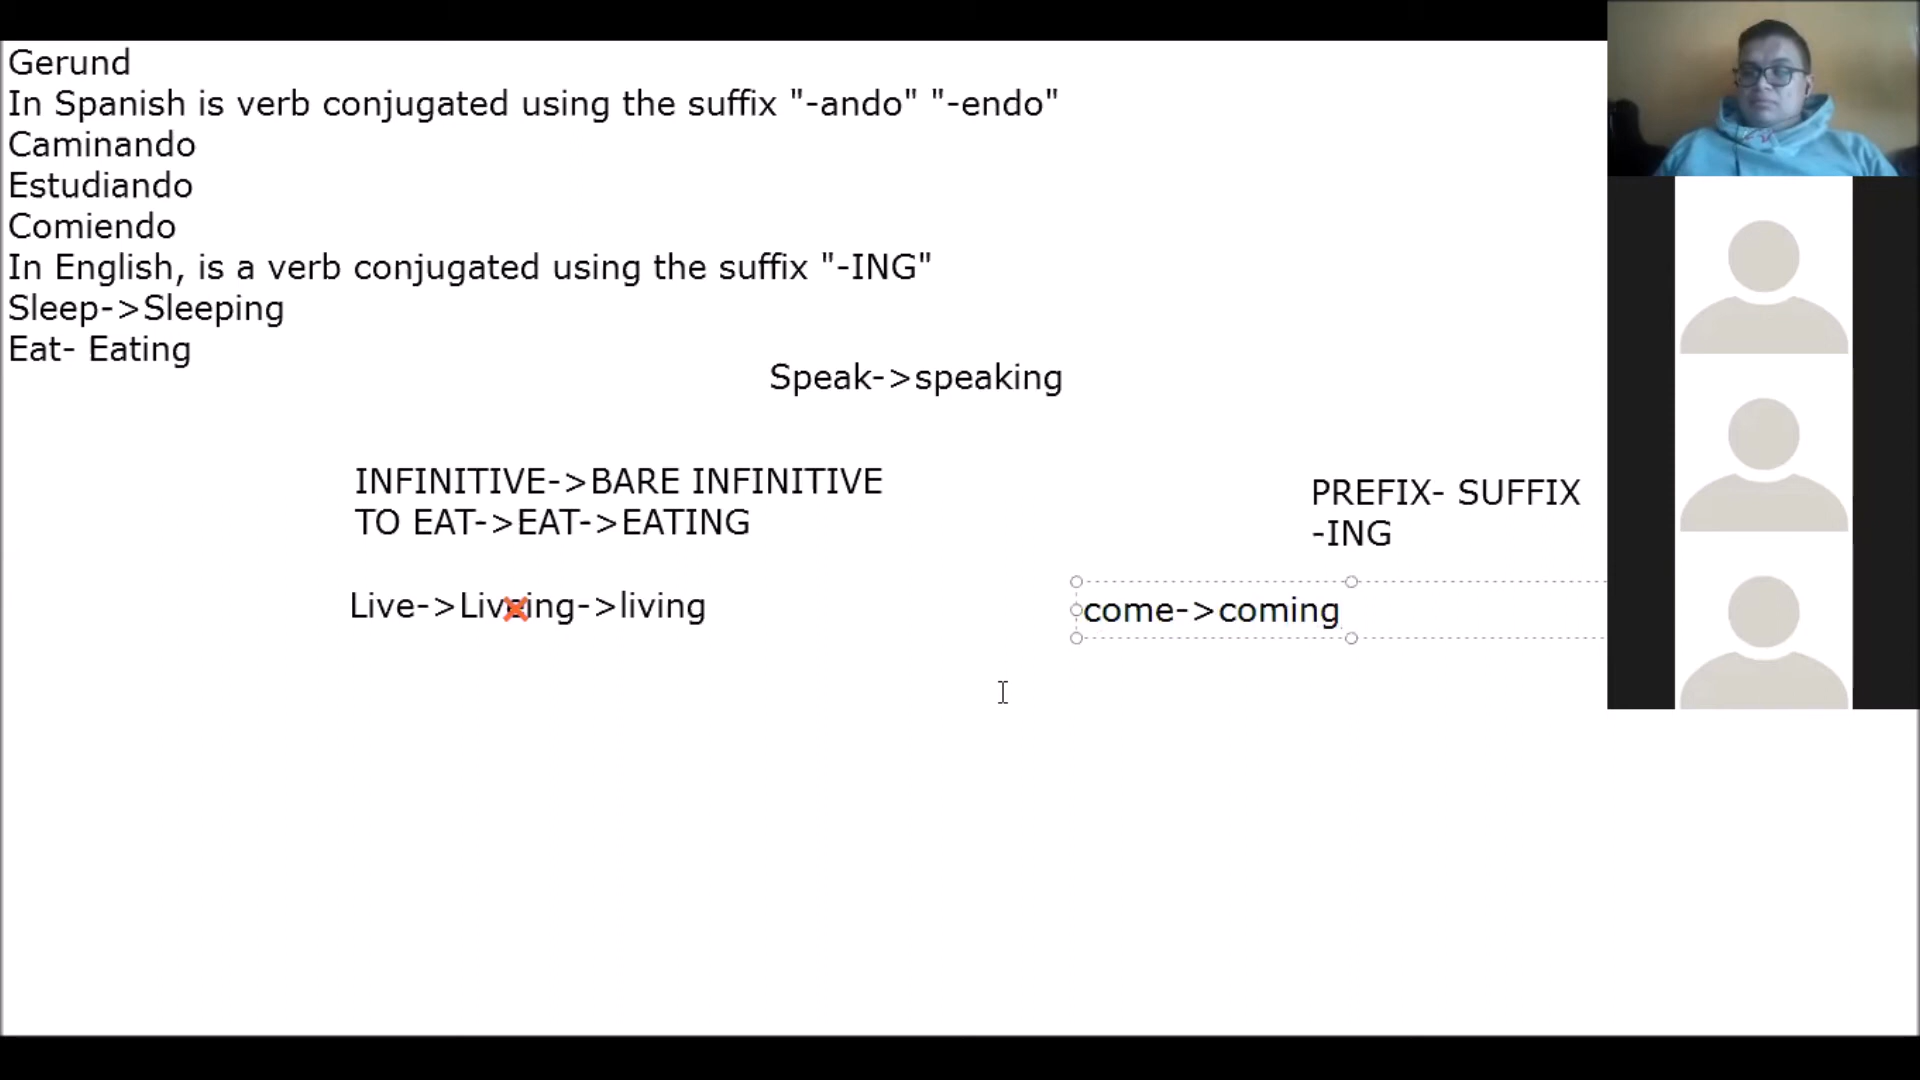 Gerund
In Spanish is verb conjugated using the suffix "-ando" "-endo"
Caminando
Estudiando
Comiendo
In English, is a verb conjugated using the suffix "-ING"
Sleep->Sleeping
Eat- Eating
Speak->speaking
INFINITIVE->BARE INFINITIVE
TO EAT->EAT->EATING
PREFIX- SUFFIX
-ING
Live->Liveing->living
come->coming